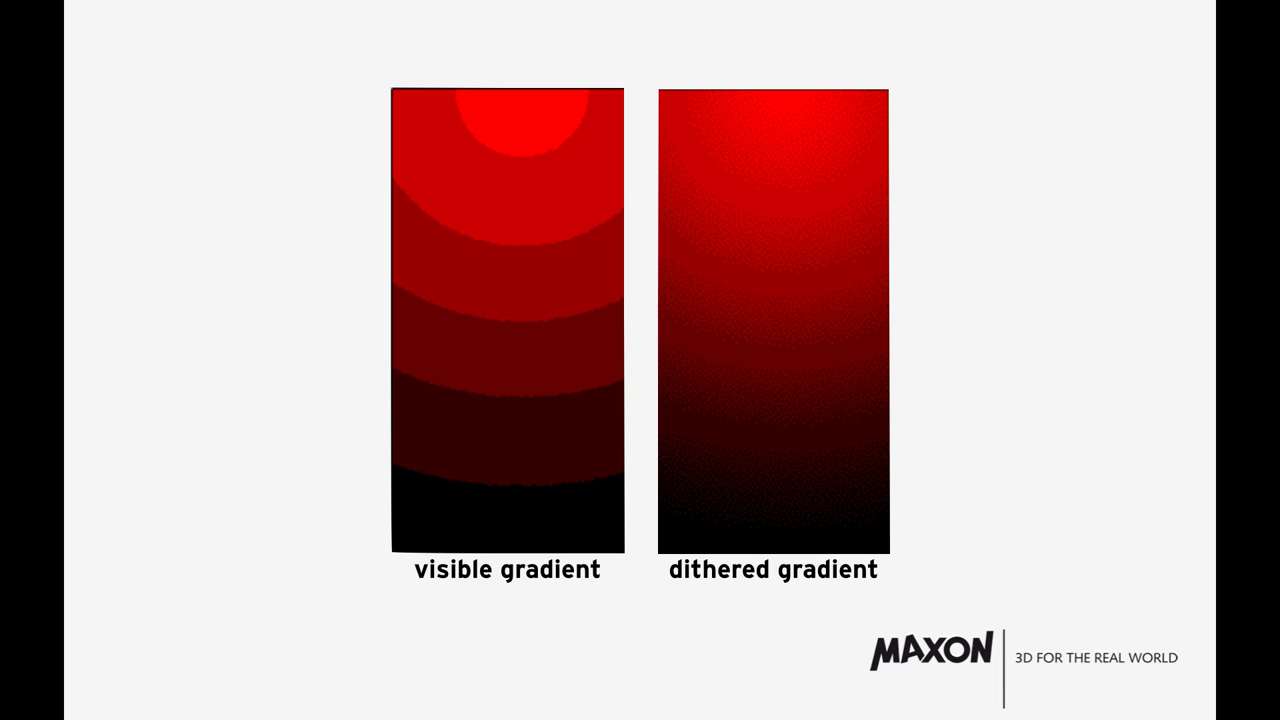 visible gradient
dithered gradient
MAXON
3D FOR THE REAL WORLD